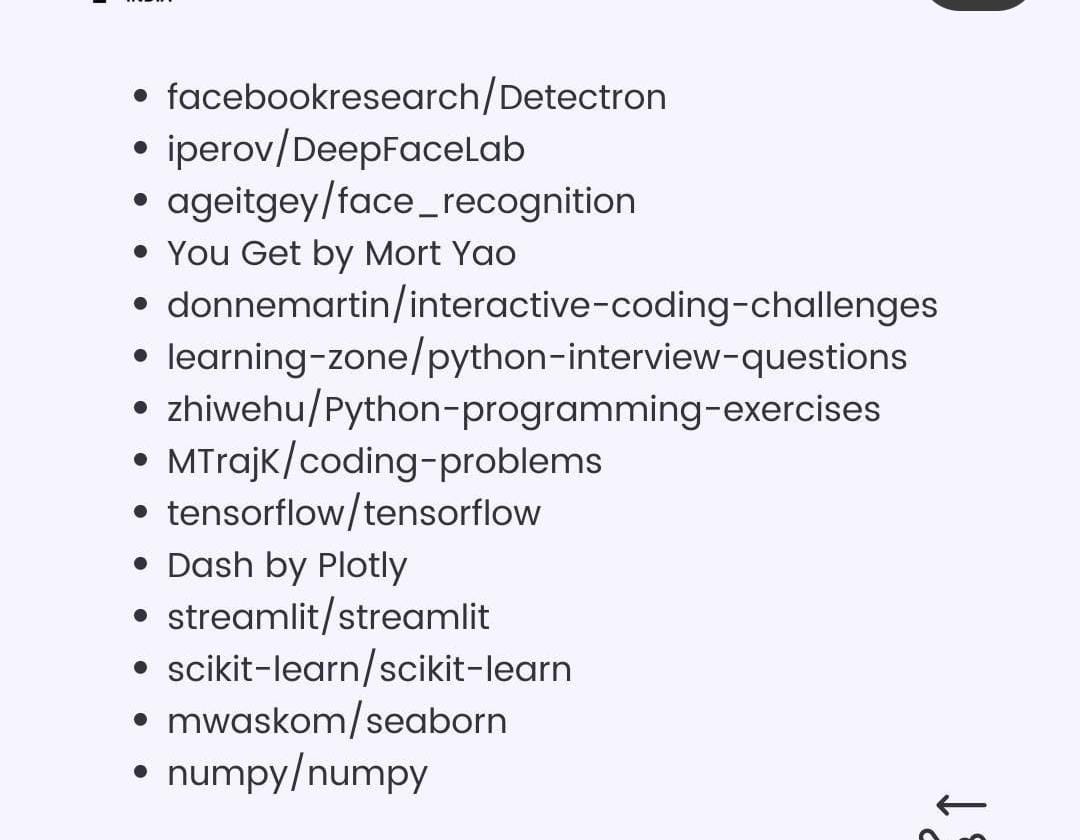 INDIA
• facebookresearch/Detectron
• iperov/DeepFaceLab
• ageitgey/face_recognition
• You Get by Mort Yao
• donnemartin/interactive-coding-challenges
• learning-zone/python-interview-questions
• zhiwehu/Python-programming-exercises
• MTrajK/coding-problems
• tensorflow/tensorflow
• Dash by Plotly
• streamlit/streamlit
• scikit-learn/scikit-learn
• mwaskom/seaborn
• numpy/numpy